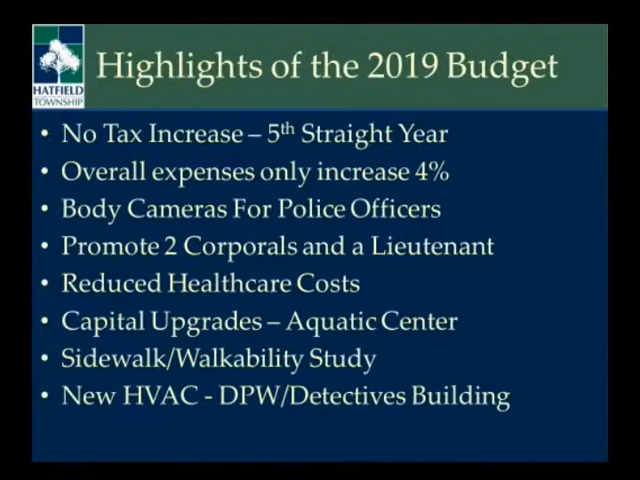 HATFIELD
TOWNSHIP
Highlights of the 2019 Budget
• No Tax Increase – 5th Straight Year
• Overall expenses only increase 4%
• Body Cameras For Police Officers
• Promote 2 Corporals and a Lieutenant
• Reduced Healthcare Costs
• Capital Upgrades – Aquatic Center
• Sidewalk/Walkability Study
• New HVAC - DPW/Detectives Building